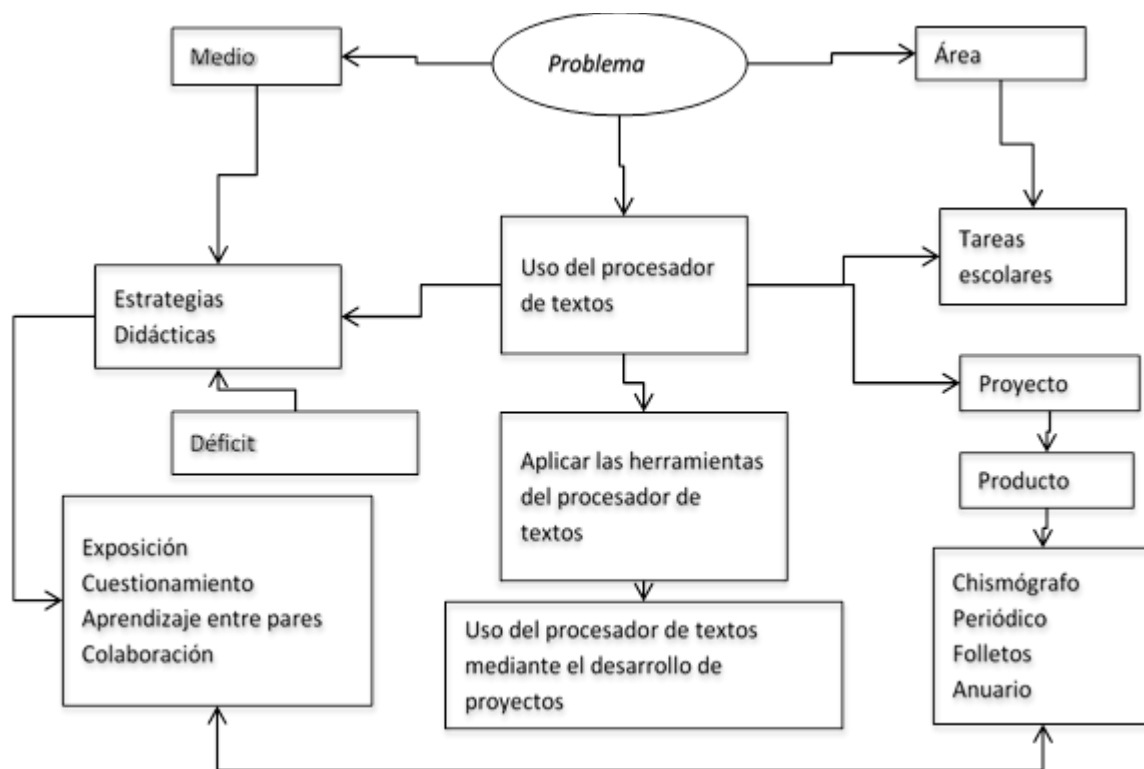 Medio
Problema
Área
Uso del procesador
de textos
Tareas
escolares
Estrategias
Didácticas
Proyecto
Déficit
Aplicar las herramientas
del procesador de
textos
Producto
Exposición
Cuestionamiento
Aprendizaje entre pares
Colaboración
Uso del procesador de textos
mediante el desarrollo de
proyectos
Chismógrafo
Periódico
Folletos
Anuario